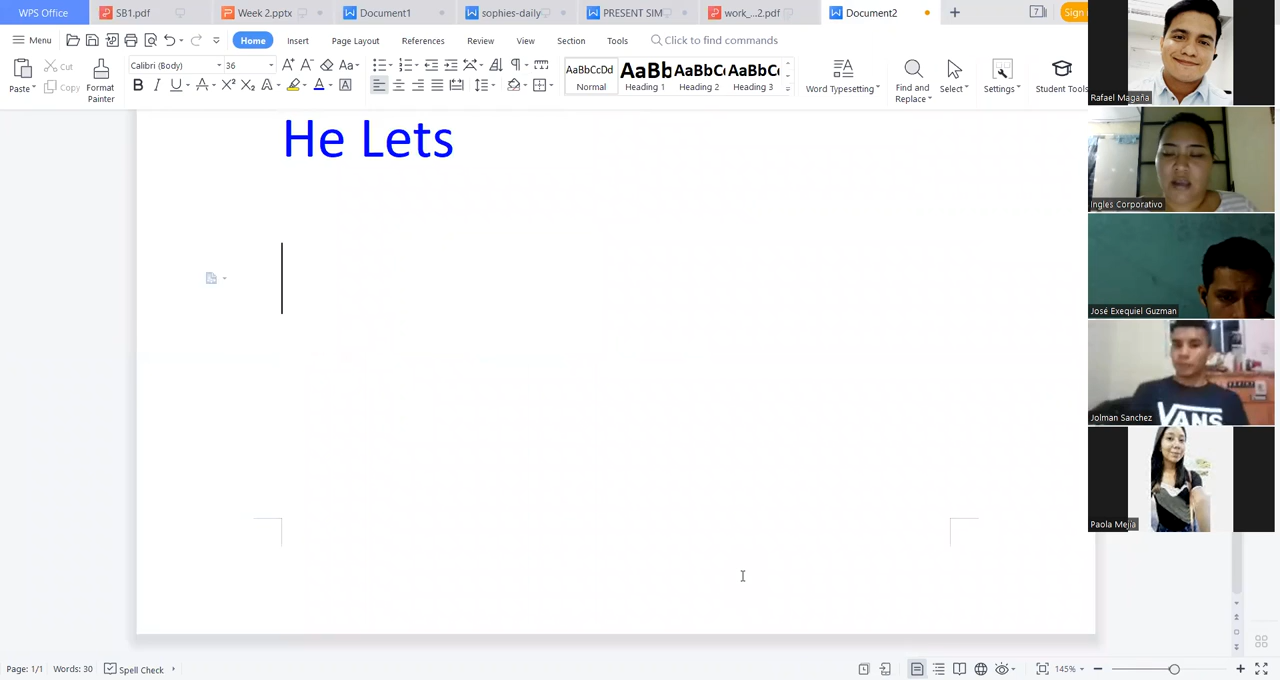 WPS Office
SB1.pdf
Week 2.pptx
Document1
sophies-daily
PRESENT SIM
work_...2.pdf
Document2
7
Sign
Menu
Home
Insert
Page Layout
References
Review
View
Section
Tools
Click to find commands
Paste
Cut
Copy
Format
Painter
Calibri (Body)
36
AaBbCcDd
Normal
AaBb
Heading 1
AaBbCc
Heading 2
AaBbCc
Heading 3
Word Typesetting
Find and
Replace
Select
Settings
Student Tools
He Lets
Rafael Magaña
Ingles Corporativo
José Exequiel Guzman
VANS
Jolman Sanchez
Paola Mejia
Page: 1/1
Words: 30
Spell Check
145%